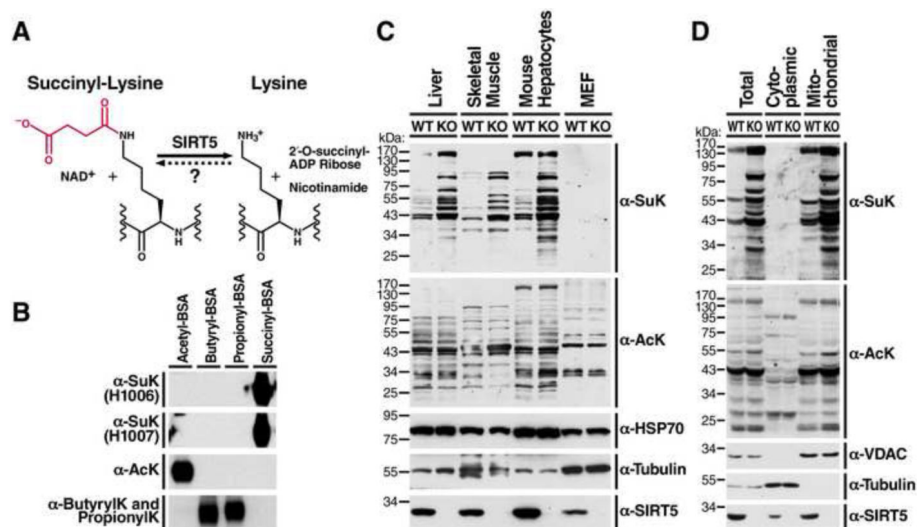 A
Succinyl-Lysine
Lysine
⁻O
O
O
NH
SIRT5
NH₃⁺
?
NAD⁺ +
+
2′-O-succinyl-
ADP Ribose
Nicotinamide
O
N
H
O
N
H
B
Acetyl-BSA
Butyryl-BSA
Propionyl-BSA
Succinyl-BSA
α-SuK
(H1006)
α-SuK
(H1007)
α-AcK
α-ButyrylK and
PropionylK
C
Liver
Skeletal
Muscle
Mouse
Hepatocytes
MEF
WT KO WT KO WT KO WT KO
kDa:
170
130
95
72
55
43
34
25
α-SuK
170
130
95
75
55
43
34
25
α-AcK
95
75
α-HSP70
55
α-Tubulin
34
α-SIRT5
D
Total
Cyto-
plasmic
Mito-
chondrial
WT KO WT KO WT KO
kDa:
170
130
95
75
55
43
34
25
α-SuK
170
130
95
75
55
43
34
25
α-AcK
34
α-VDAC
55
α-Tubulin
34
α-SIRT5